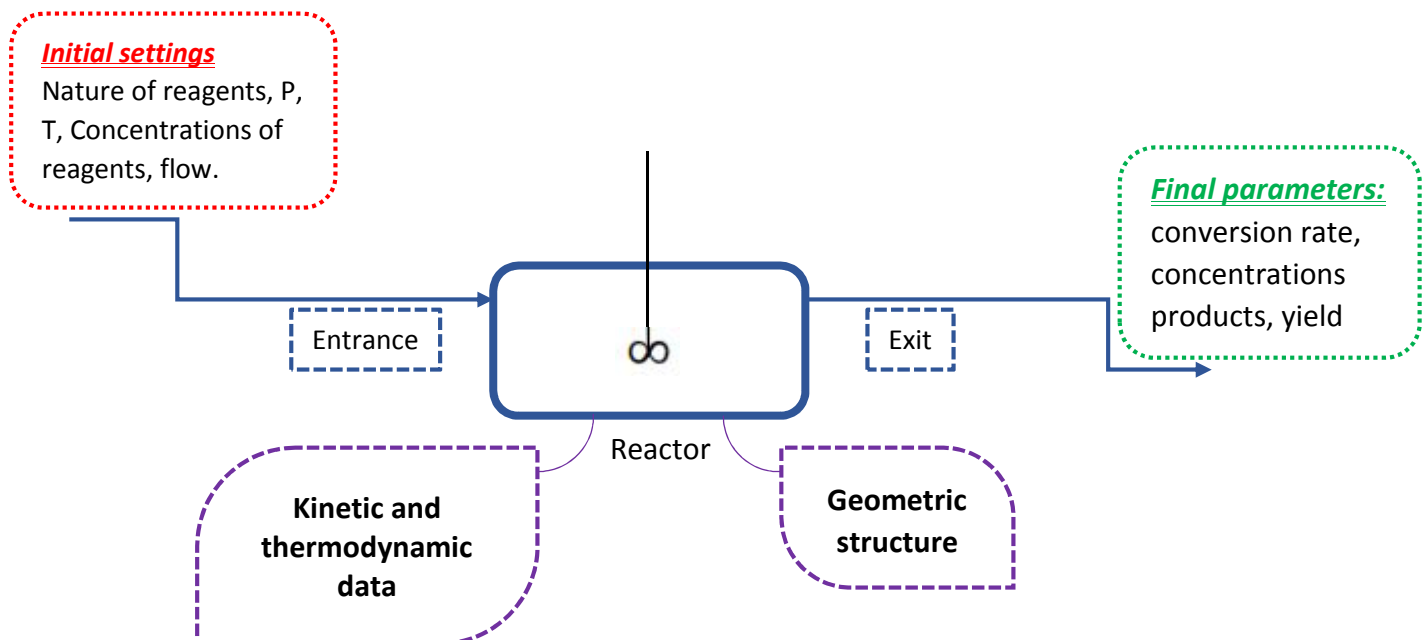 Initial settings
Nature of reagents, P,
T, Concentrations of
reagents, flow.
Final parameters:
conversion rate,
concentrations
products, yield
Entrance
∞
Exit
Reactor
Kinetic and
thermodynamic
data
Geometric
structure